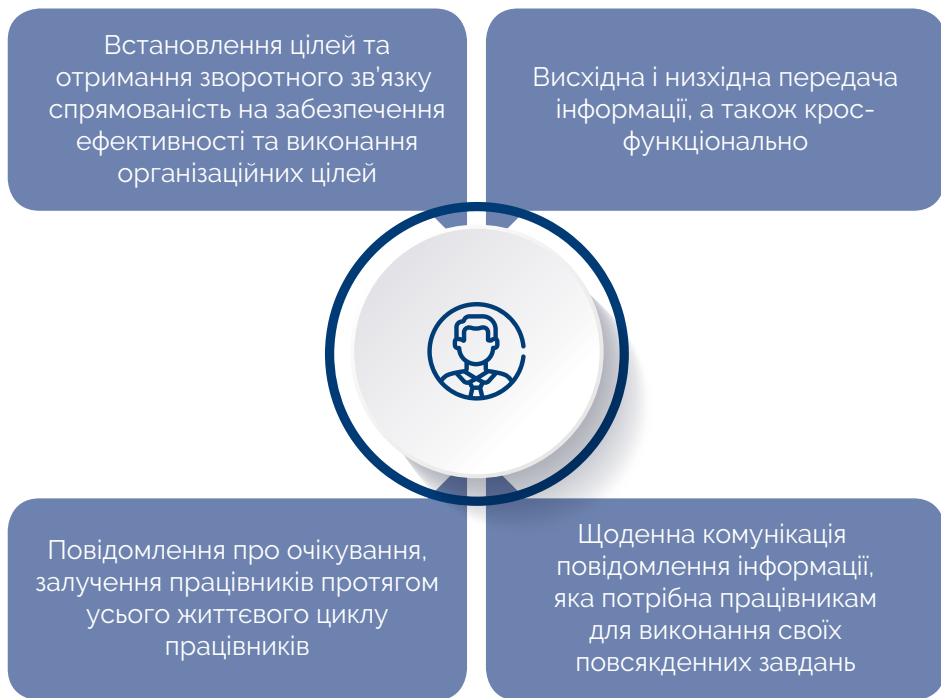 Встановлення цілей та
отримання зворотного зв’язку
спрямованість на забезпечення
ефективності та виконання
організаційних цілей
Висхідна і низхідна передача
інформації, а також крос-
функціонально
Повідомлення про очікування,
залучення працівників протягом
усього життєвого циклу
працівників
Щоденна комунікація
повідомлення інформації,
яка потрібна працівникам
для виконання своїх
повсякденних завдань